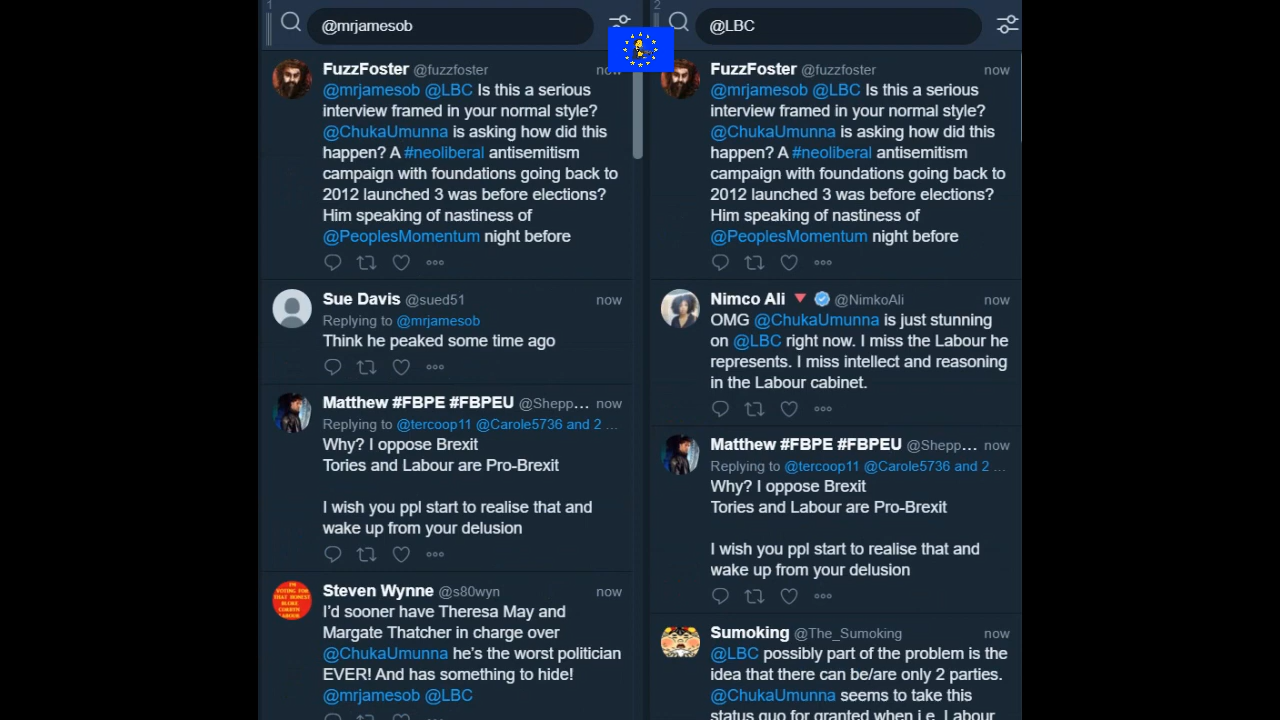 1
@mrjamesob
FuzzFoster @fuzzfoster now
@mrjamesob @LBC Is this a serious
interview framed in your normal style?
@ChukaUmunna is asking how did this
happen? A #neoliberal antisemitism
campaign with foundations going back to
2012 launched 3 was before elections?
Him speaking of nastiness of
@PeoplesMomentum night before
Sue Davis @sued51 now
Replying to @mrjamesob
Think he peaked some time ago
Matthew #FBPE #FBPEU @Shepp... now
Replying to @tercoop11 @Carole5736 and 2 ...
Why? I oppose Brexit
Tories and Labour are Pro-Brexit
I wish you ppl start to realise that and
wake up from your delusion
Steven Wynne @s80wyn now
I'd sooner have Theresa May and
Margate Thatcher in charge over
@ChukaUmunna he's the worst politician
EVER! And has something to hide!
@mrjamesob @LBC
2
@LBC
FuzzFoster @fuzzfoster now
@mrjamesob @LBC Is this a serious
interview framed in your normal style?
@ChukaUmunna is asking how did this
happen? A #neoliberal antisemitism
campaign with foundations going back to
2012 launched 3 was before elections?
Him speaking of nastiness of
@PeoplesMomentum night before
Nimco Ali @NimkoAli now
OMG @ChukaUmunna is just stunning
on @LBC right now. I miss the Labour he
represents. I miss intellect and reasoning
in the Labour cabinet.
Matthew #FBPE #FBPEU @Shepp... now
Replying to @tercoop11 @Carole5736 and 2 ...
Why? I oppose Brexit
Tories and Labour are Pro-Brexit
I wish you ppl start to realise that and
wake up from your delusion
Sumoking @The_Sumoking now
@LBC possibly part of the problem is the
idea that there can be/are only 2 parties.
@ChukaUmunna seems to take this
status quo for granted when i.e. Labour